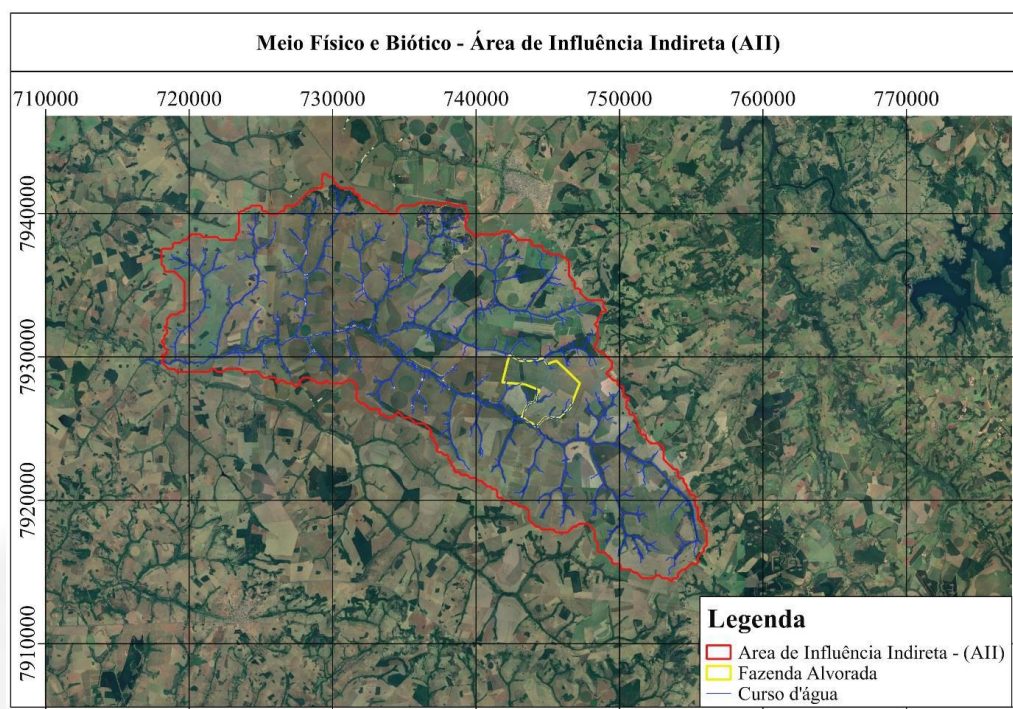 Meio Físico e Biótico - Área de Influência Indireta (AII)
710000 720000 730000 740000 750000 760000 770000
7940000
7930000
7920000
7910000
Legenda
Area de Influência Indireta - (AII)
Fazenda Alvorada
Curso d'água